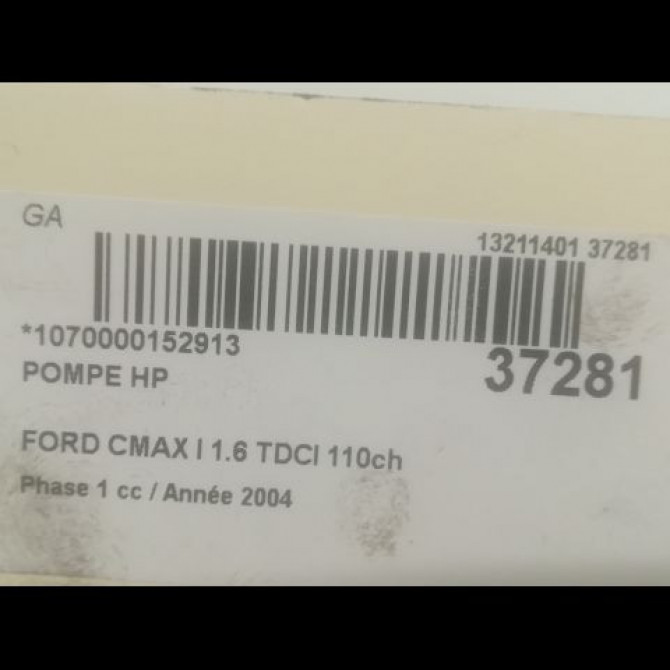 GA
13211401 37281
*1070000152913
37281
POMPE HP
FORD CMAX I 1.6 TDCI 110ch
Phase 1 cc / Année 2004